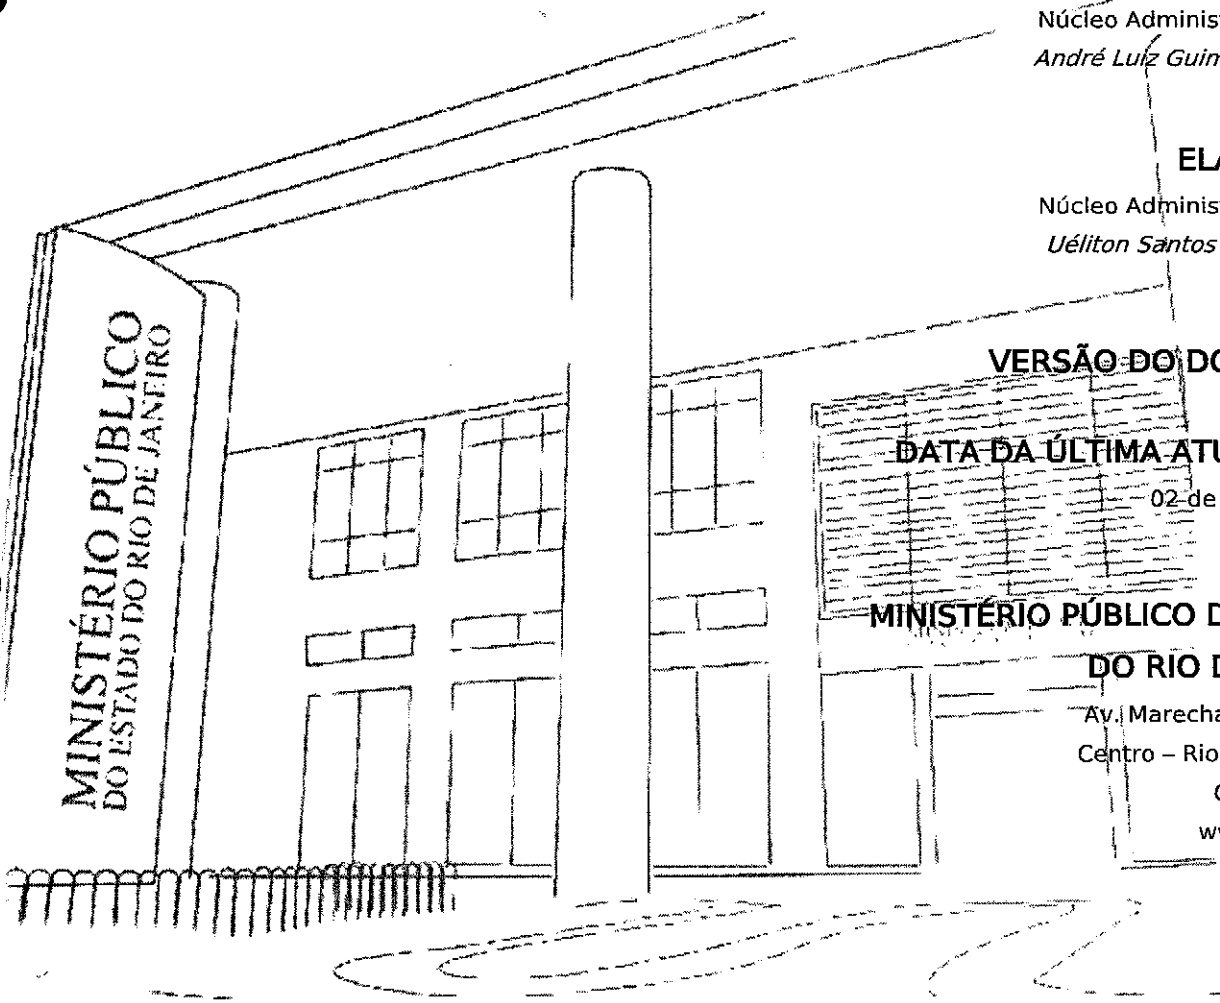 Núcleo Adminis
André Luiz Guim
ELA
Núcleo Adminis
Uéliton Santos
VERSÃO DO DO
DATA DA ÚLTIMA ATU
02 de
MINISTÉRIO PÚBLICO D
DO RIO D
Av. Marecha
Centro – Rio
MINISTÉRIO PÚBLICO
DO ESTADO DO RIO DE JANEIRO